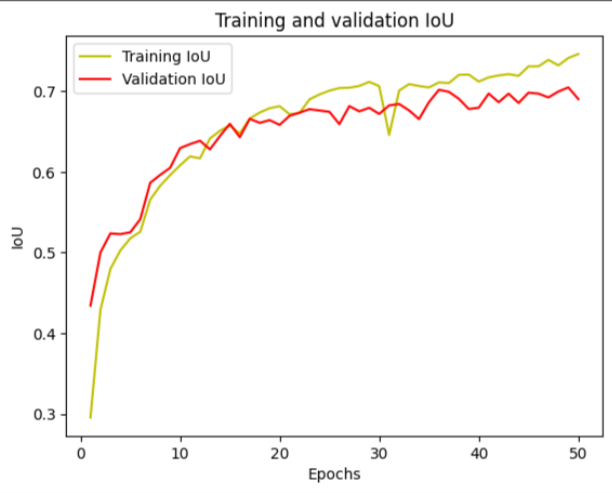 Training and validation IoU
Training IoU
Validation IoU
0.7
0.6
0.5
0.4
0.3
IoU
0 10 20 30 40 50
Epochs